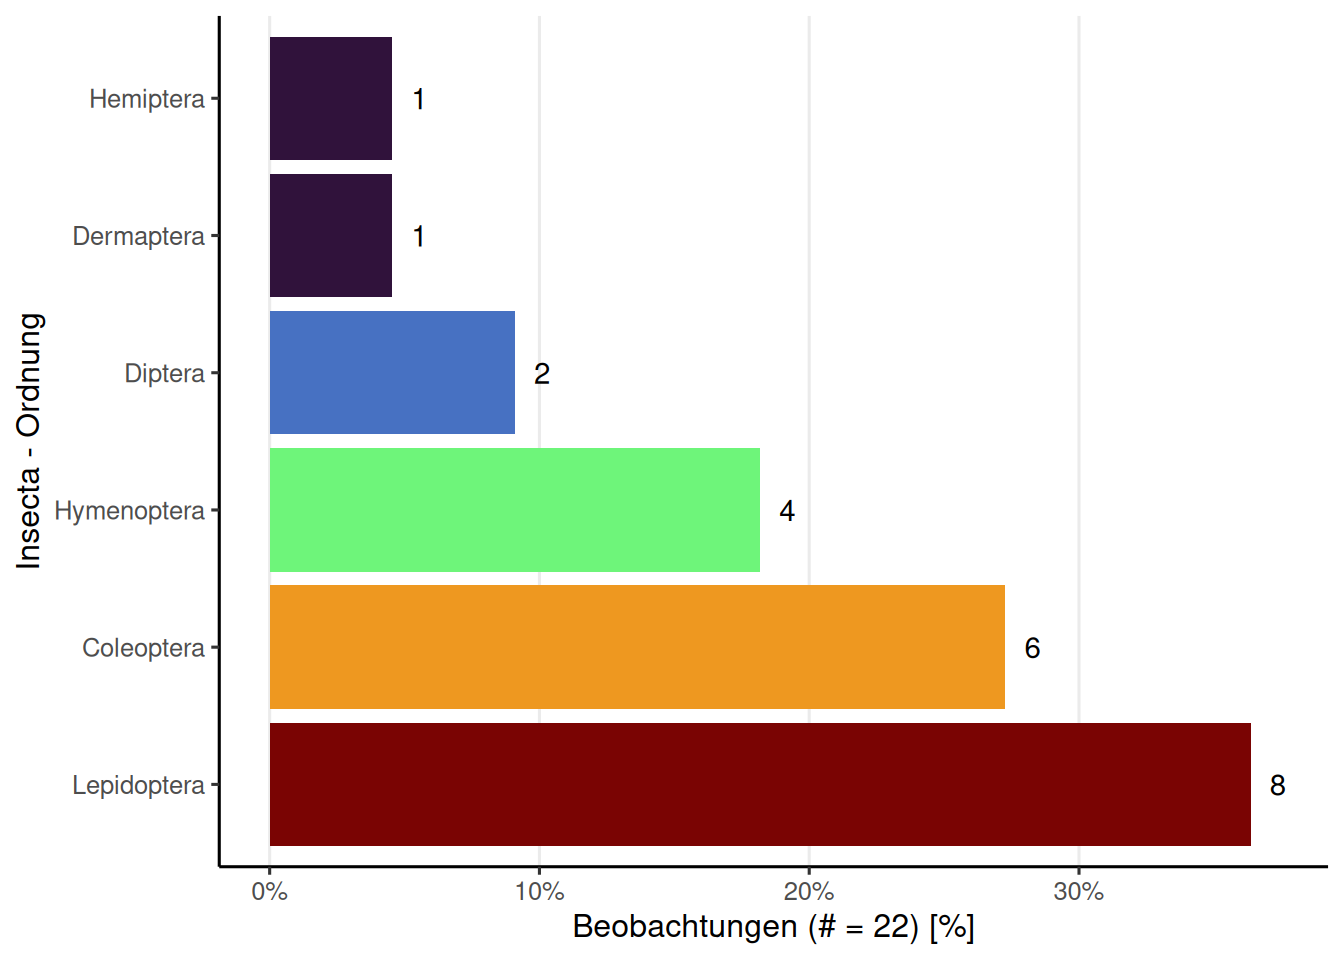 Insecta - Ordnung
Hemiptera 1
Dermaptera 1
Diptera 2
Hymenoptera 4
Coleoptera 6
Lepidoptera 8
0% 10% 20% 30%
Beobachtungen (# = 22) [%]